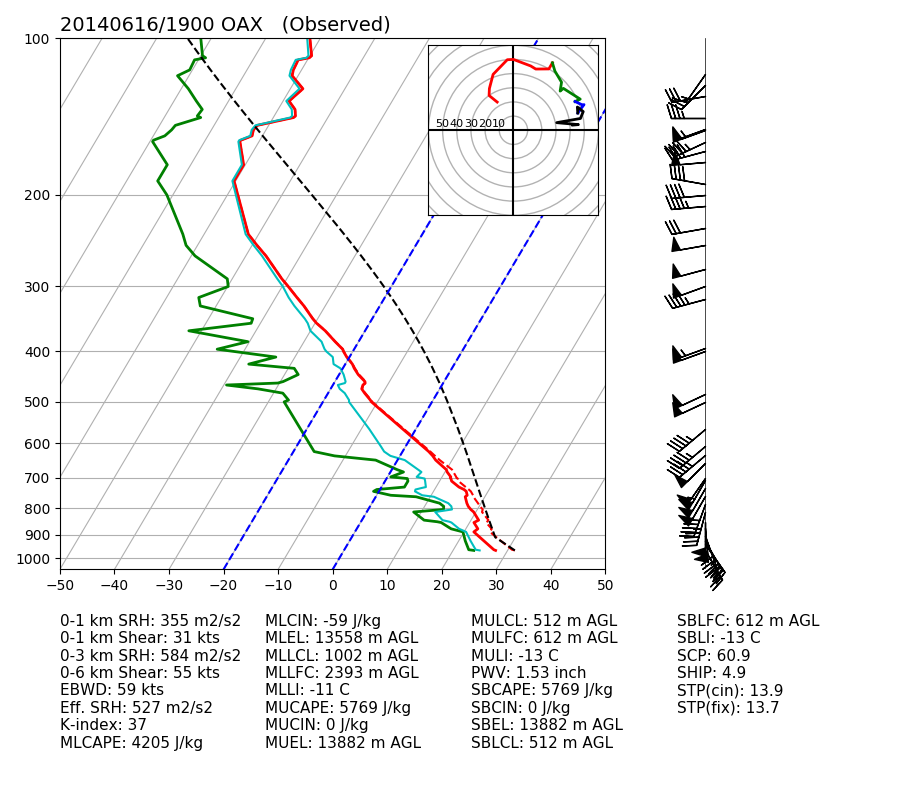 20140616/1900 OAX (Observed)
100
200
300
400
500
600
700
800
900
1000
50 40 30 20 10
−50 −40 −30 −20 −10 0 10 20 30 40 50
0-1 km SRH: 355 m2/s2
0-1 km Shear: 31 kts
0-3 km SRH: 584 m2/s2
0-6 km Shear: 55 kts
EBWD: 59 kts
Eff. SRH: 527 m2/s2
K-index: 37
MLCAPE: 4205 J/kg
MLCIN: -59 J/kg
MLEL: 13558 m AGL
MLLCL: 1002 m AGL
MLLFC: 2393 m AGL
MLLI: -11 C
MUCAPE: 5769 J/kg
MUCIN: 0 J/kg
MUEL: 13882 m AGL
MULCL: 512 m AGL
MULFC: 612 m AGL
MULI: -13 C
PWV: 1.53 inch
SBCAPE: 5769 J/kg
SBCIN: 0 J/kg
SBEL: 13882 m AGL
SBLCL: 512 m AGL
SBLFC: 612 m AGL
SBLI: -13 C
SCP: 60.9
SHIP: 4.9
STP(cin): 13.9
STP(fix): 13.7